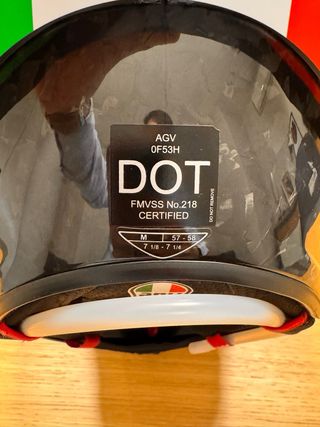 AGV
0F53H
DOT
FMVSS No.218
CERTIFIED
DO NOT REMOVE
M 57 - 58
7 1/8 - 7 1/4